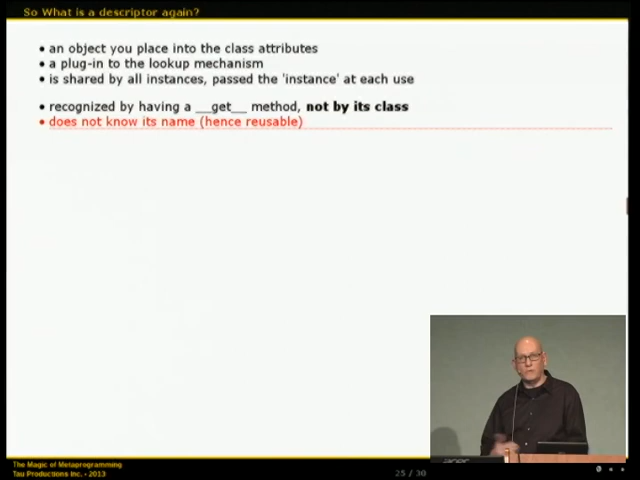 So What is a descriptor again?
• an object you place into the class attributes
• a plug-in to the lookup mechanism
• is shared by all instances, passed the 'instance' at each use
• recognized by having a __get__ method, not by its class
• does not know its name (hence reusable)
acer
The Magic of Metaprogramming
Tau Productions Inc. - 2013
25 / 30